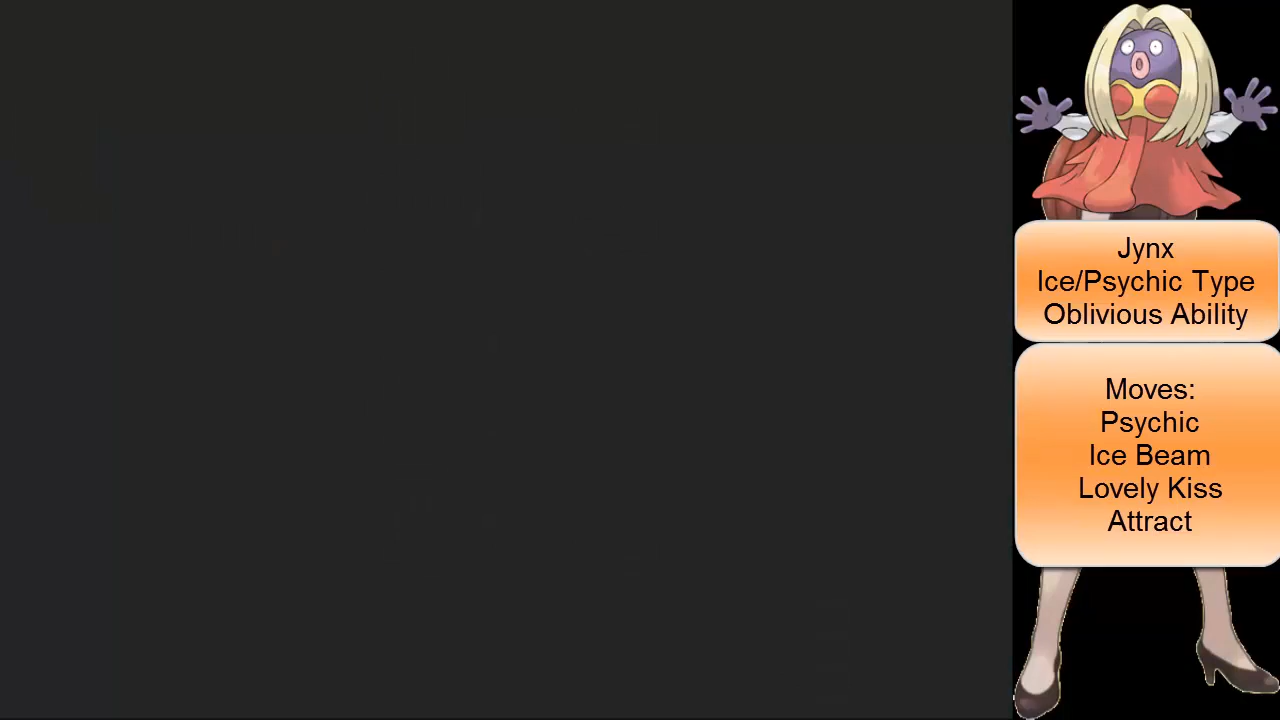 Jynx
Ice/Psychic Type
Oblivious Ability
Moves:
Psychic
Ice Beam
Lovely Kiss
Attract